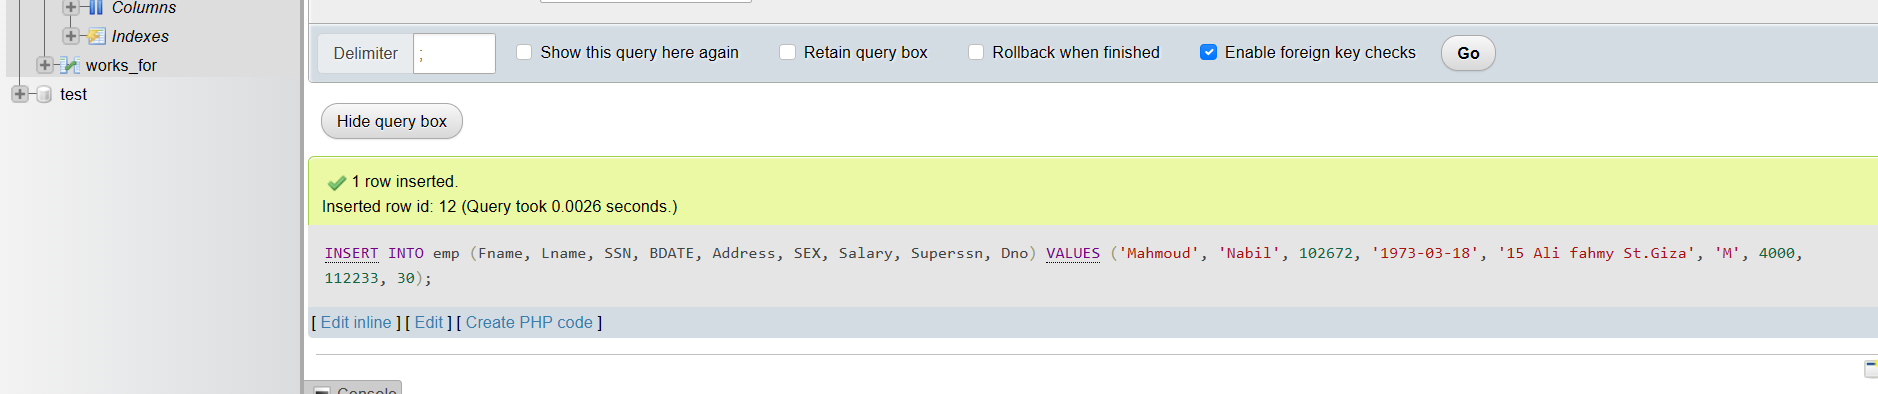 Columns
Indexes
works_for
test
Delimiter ; Show this query here again Retain query box Rollback when finished Enable foreign key checks Go
Hide query box
1 row inserted.
Inserted row id: 12 (Query took 0.0026 seconds.)
INSERT INTO emp (Fname, Lname, SSN, BDATE, Address, SEX, Salary, Superssn, Dno) VALUES ('Mahmoud', 'Nabil', 102672, '1973-03-18', '15 Ali fahmy St.Giza', 'M', 4000,
112233, 30);
[ Edit inline ] [ Edit ] [ Create PHP code ]
Console